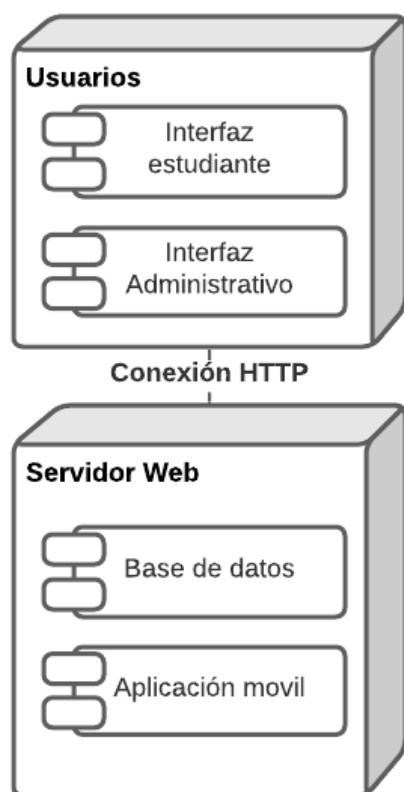 Usuarios
Interfaz
estudiante
Interfaz
Administrativo
Conexión HTTP
Servidor Web
Base de datos
Aplicación movil